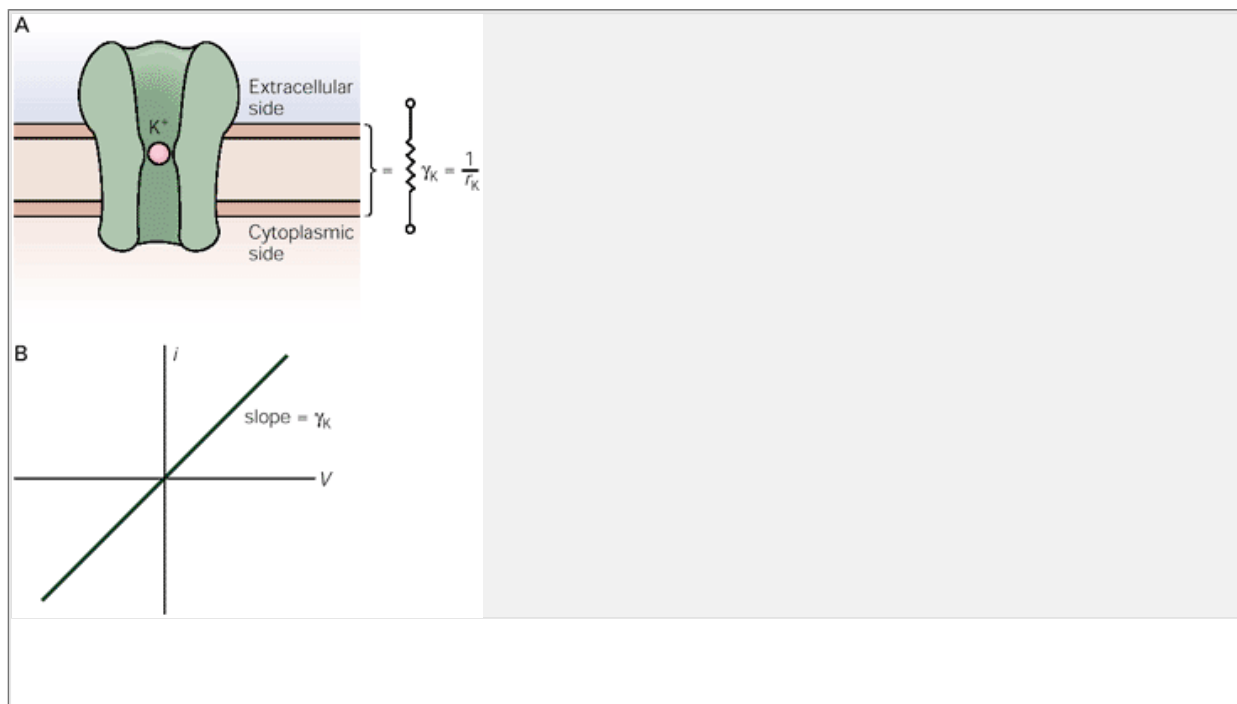 A
Extracellular
side
K⁺
= γK = 1/rK
Cytoplasmic
side
B
i
slope = γK
V